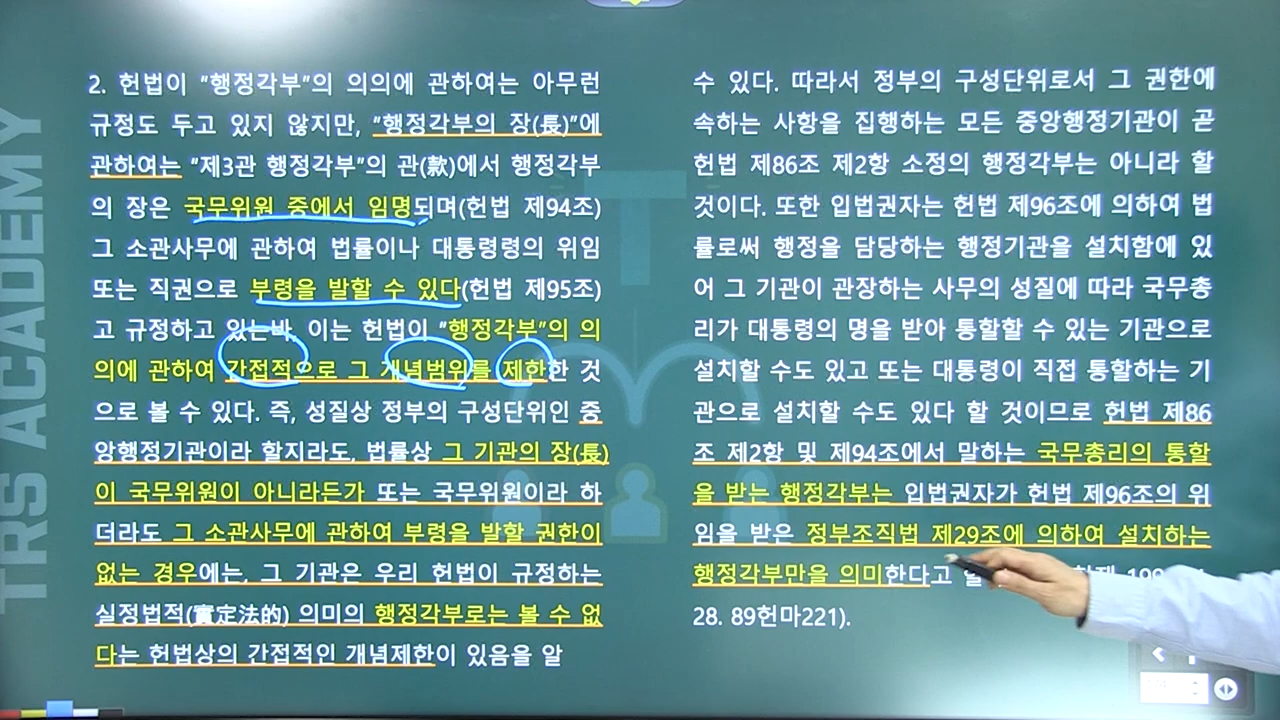 2. 헌법이 "행정각부"의 의의에 관하여는 아무런
규정도 두고 있지 않지만, "행정각부의 장(長)"에
관하여는 "제3관 행정각부"의 관(款)에서 행정각부
의 장은 국무위원 중에서 임명되며(헌법 제94조)
그 소관사무에 관하여 법률이나 대통령령의 위임
또는 직권으로 부령을 발할 수 있다(헌법 제95조)
고 규정하고 있는바, 이는 헌법이 "행정각부"의 의
의에 관하여 간접적으로 그 개념범위를 제한한 것
으로 볼 수 있다. 즉, 성질상 정부의 구성단위인 중
앙행정기관이라 할지라도, 법률상 그 기관의 장(長)
이 국무위원이 아니라든가 또는 국무위원이라 하
더라도 그 소관사무에 관하여 부령을 발할 권한이
없는 경우에는, 그 기관은 우리 헌법이 규정하는
실정법적(實定法的) 의미의 행정각부로는 볼 수 없
다는 헌법상의 간접적인 개념제한이 있음을 알
수 있다. 따라서 정부의 구성단위로서 그 권한에
속하는 사항을 집행하는 모든 중앙행정기관이 곧
헌법 제86조 제2항 소정의 행정각부는 아니라 할
것이다. 또한 입법권자는 헌법 제96조에 의하여 법
률로써 행정을 담당하는 행정기관을 설치함에 있
어 그 기관이 관장하는 사무의 성질에 따라 국무총
리가 대통령의 명을 받아 통할할 수 있는 기관으로
설치할 수도 있고 또는 대통령이 직접 통할하는 기
관으로 설치할 수도 있다 할 것이므로 헌법 제86
조 제2항 및 제94조에서 말하는 국무총리의 통할
을 받는 행정각부는 입법권자가 헌법 제96조의 위
임을 받은 정부조직법 제29조에 의하여 설치하는
행정각부만을 의미한다고
28. 89헌마221).
TRS ACADEMY